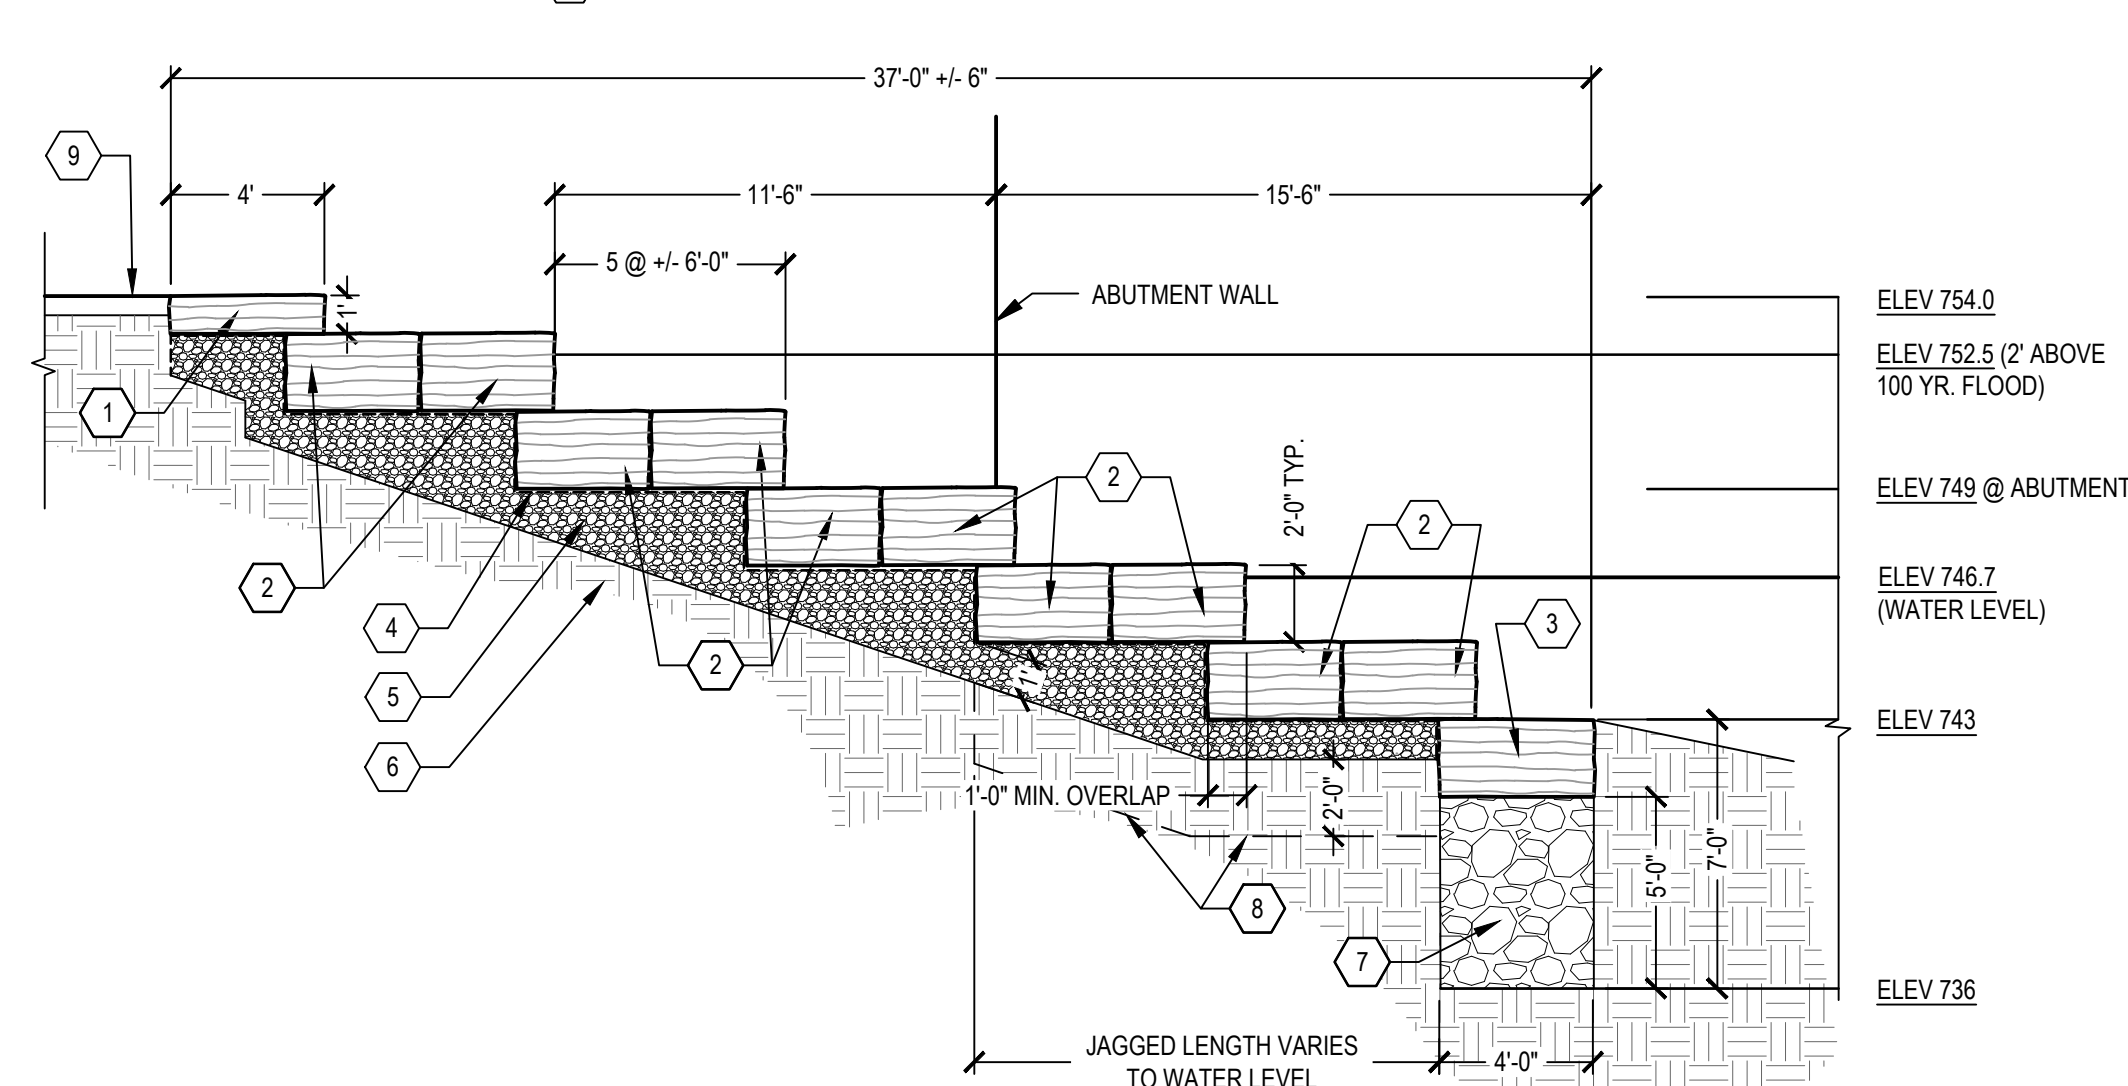 37'-0" +/- 6"
9
4'
11'-6"
15'-6"
5 @ +/- 6'-0"
1'
ABUTMENT WALL
ELEV 754.0
ELEV 752.5 (2' ABOVE
100 YR. FLOOD)
1
2'-0" TYP.
2
ELEV 749 @ ABUTMENT
2
2
4
ELEV 746.7
(WATER LEVEL)
3
2
1'
5
ELEV 743
6
1'-0" MIN. OVERLAP
2'-0"
5'-0"
7'-0"
8
7
ELEV 736
JAGGED LENGTH VARIES
TO WATER LEVEL
4'-0"